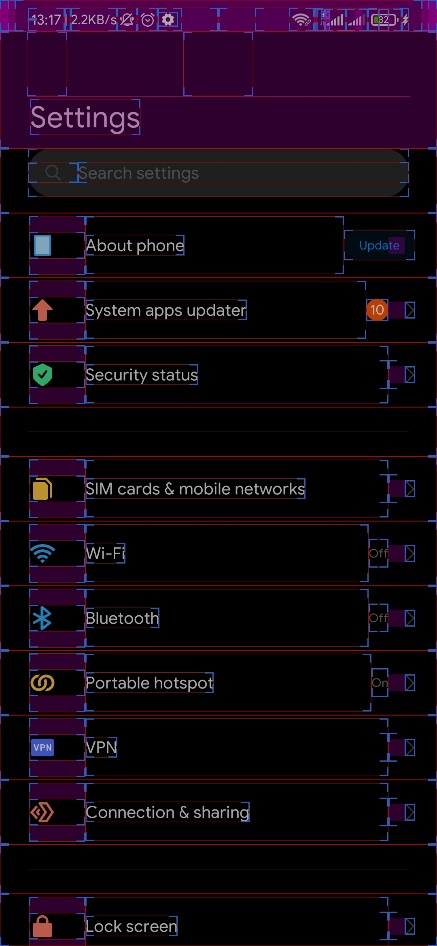 13:17 2.2KB/s 82
Settings
Search settings
About phone Update
System apps updater 10
Security status
SIM cards & mobile networks
Wi-Fi Off
Bluetooth Off
Portable hotspot On
VPN VPN
Connection & sharing
Lock screen